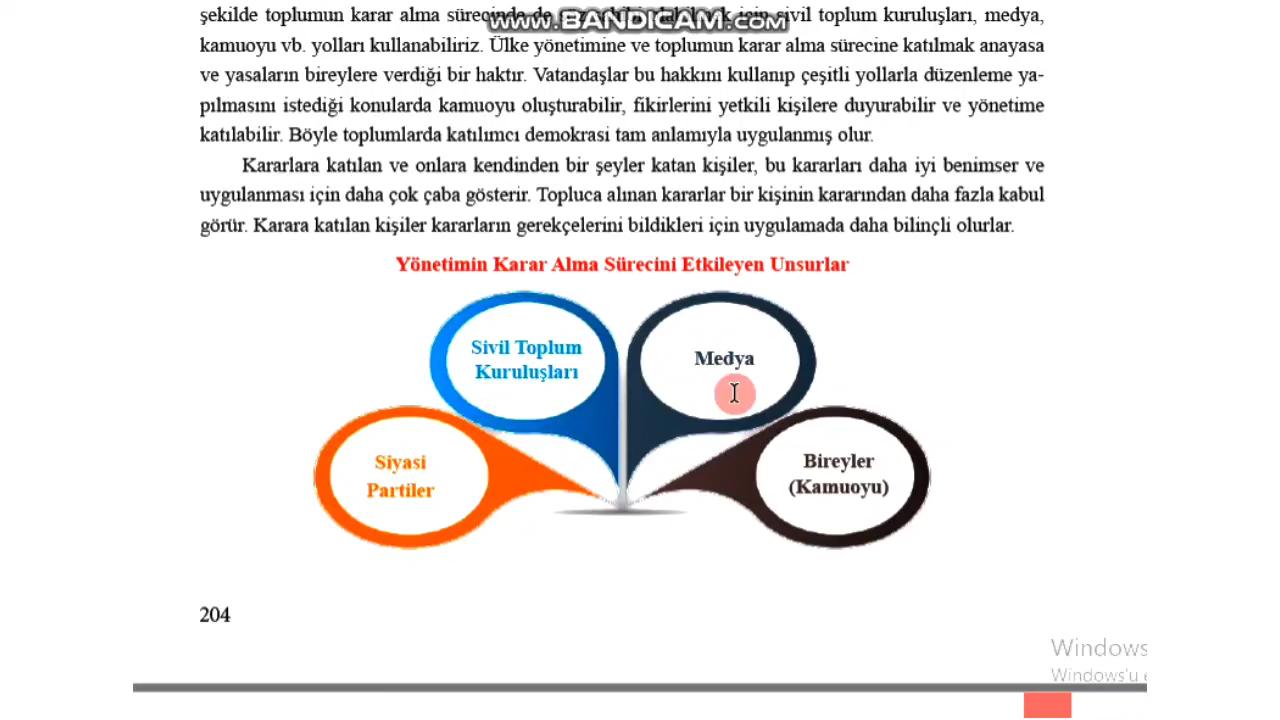 şekilde toplumun karar alma sürecinde de için sivil toplum kuruluşları, medya,
www.BANDICAM.com
kamuoyu vb. yolları kullanabiliriz. Ülke yönetimine ve toplumun karar alma sürecine katılmak anayasa
ve yasaların bireylere verdiği bir haktır. Vatandaşlar bu hakkını kullanıp çeşitli yollarla düzenleme ya-
pılmasını istediği konularda kamuoyu oluşturabilir, fikirlerini yetkili kişilere duyurabilir ve yönetime
katılabilir. Böyle toplumlarda katılımcı demokrasi tam anlamıyla uygulanmış olur.
Kararlara katılan ve onlara kendinden bir şeyler katan kişiler, bu kararları daha iyi benimser ve
uygulanması için daha çok çaba gösterir. Topluca alınan kararlar bir kişinin kararından daha fazla kabul
görür. Karara katılan kişiler kararların gerekçelerini bildikleri için uygulamada daha bilinçli olurlar.
Yönetimin Karar Alma Sürecini Etkileyen Unsurlar
Sivil Toplum
Kuruluşları
Medya
Siyasi
Partiler
Bireyler
(Kamuoyu)
204
Windows
Windows'u